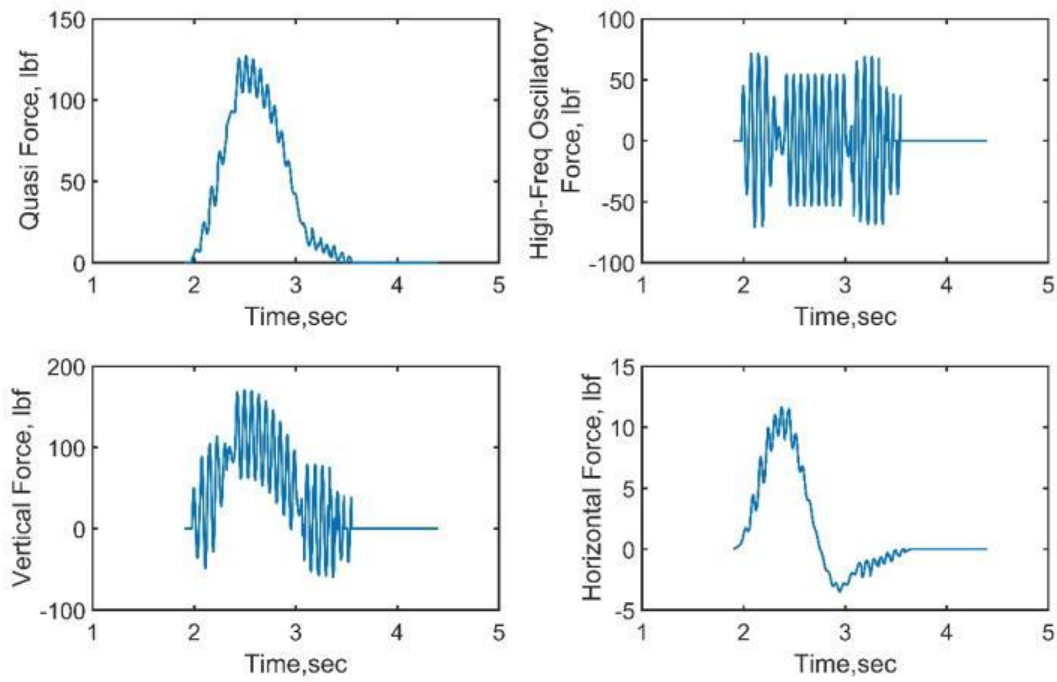 Quasi Force, lbf
150
100
50
0
1 2 3 4 5
Time,sec
High-Freq Oscillatory
Force, lbf
100
50
0
-50
-100
1 2 3 4 5
Time,sec
Vertical Force, lbf
200
100
0
-100
1 2 3 4 5
Time,sec
Horizontal Force, lbf
15
10
5
0
-5
1 2 3 4 5
Time,sec